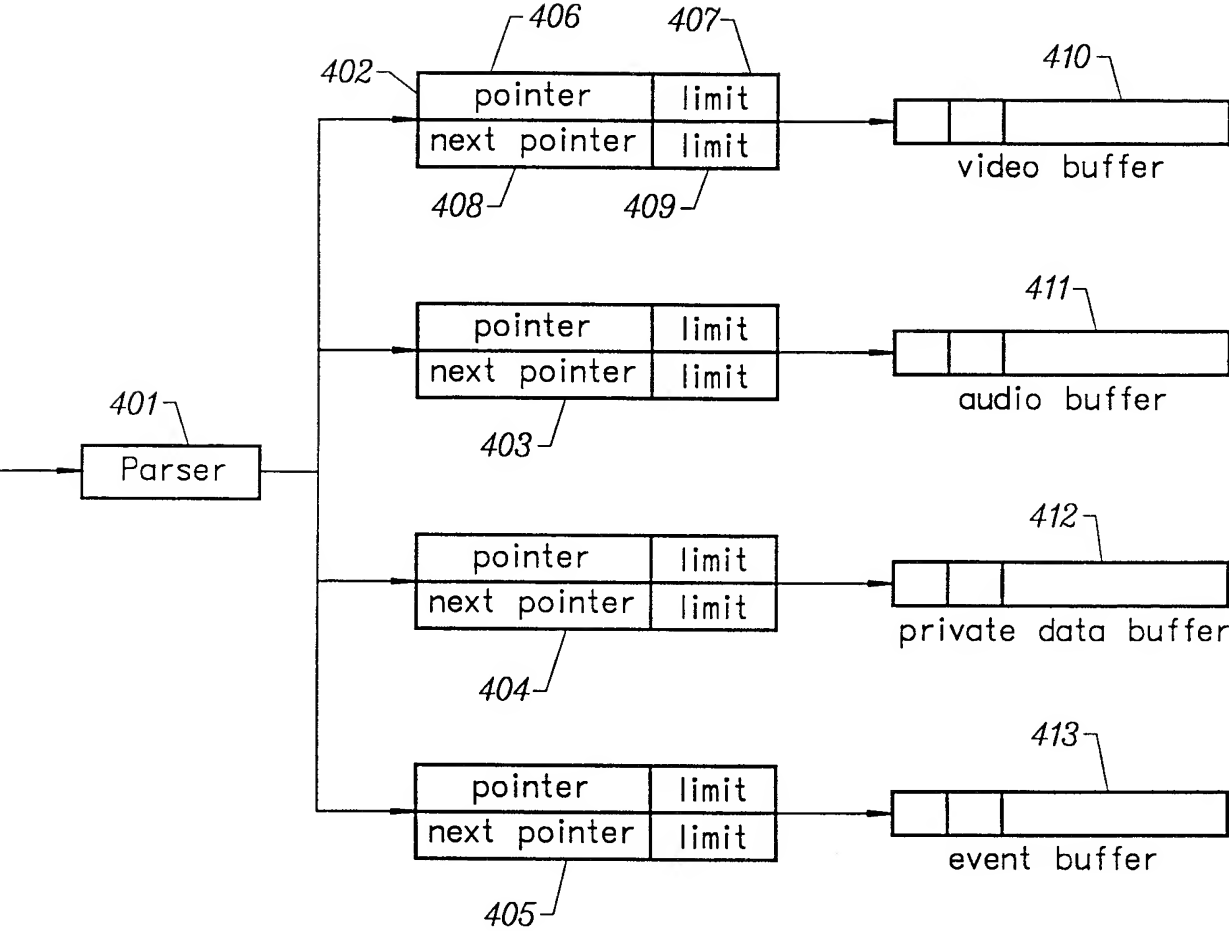 406
407
402
410
pointer limit
next pointer limit
video buffer
408
409
411
pointer limit
next pointer limit
audio buffer
401
403
Parser
412
pointer limit
next pointer limit
private data buffer
404
413
pointer limit
next pointer limit
event buffer
405